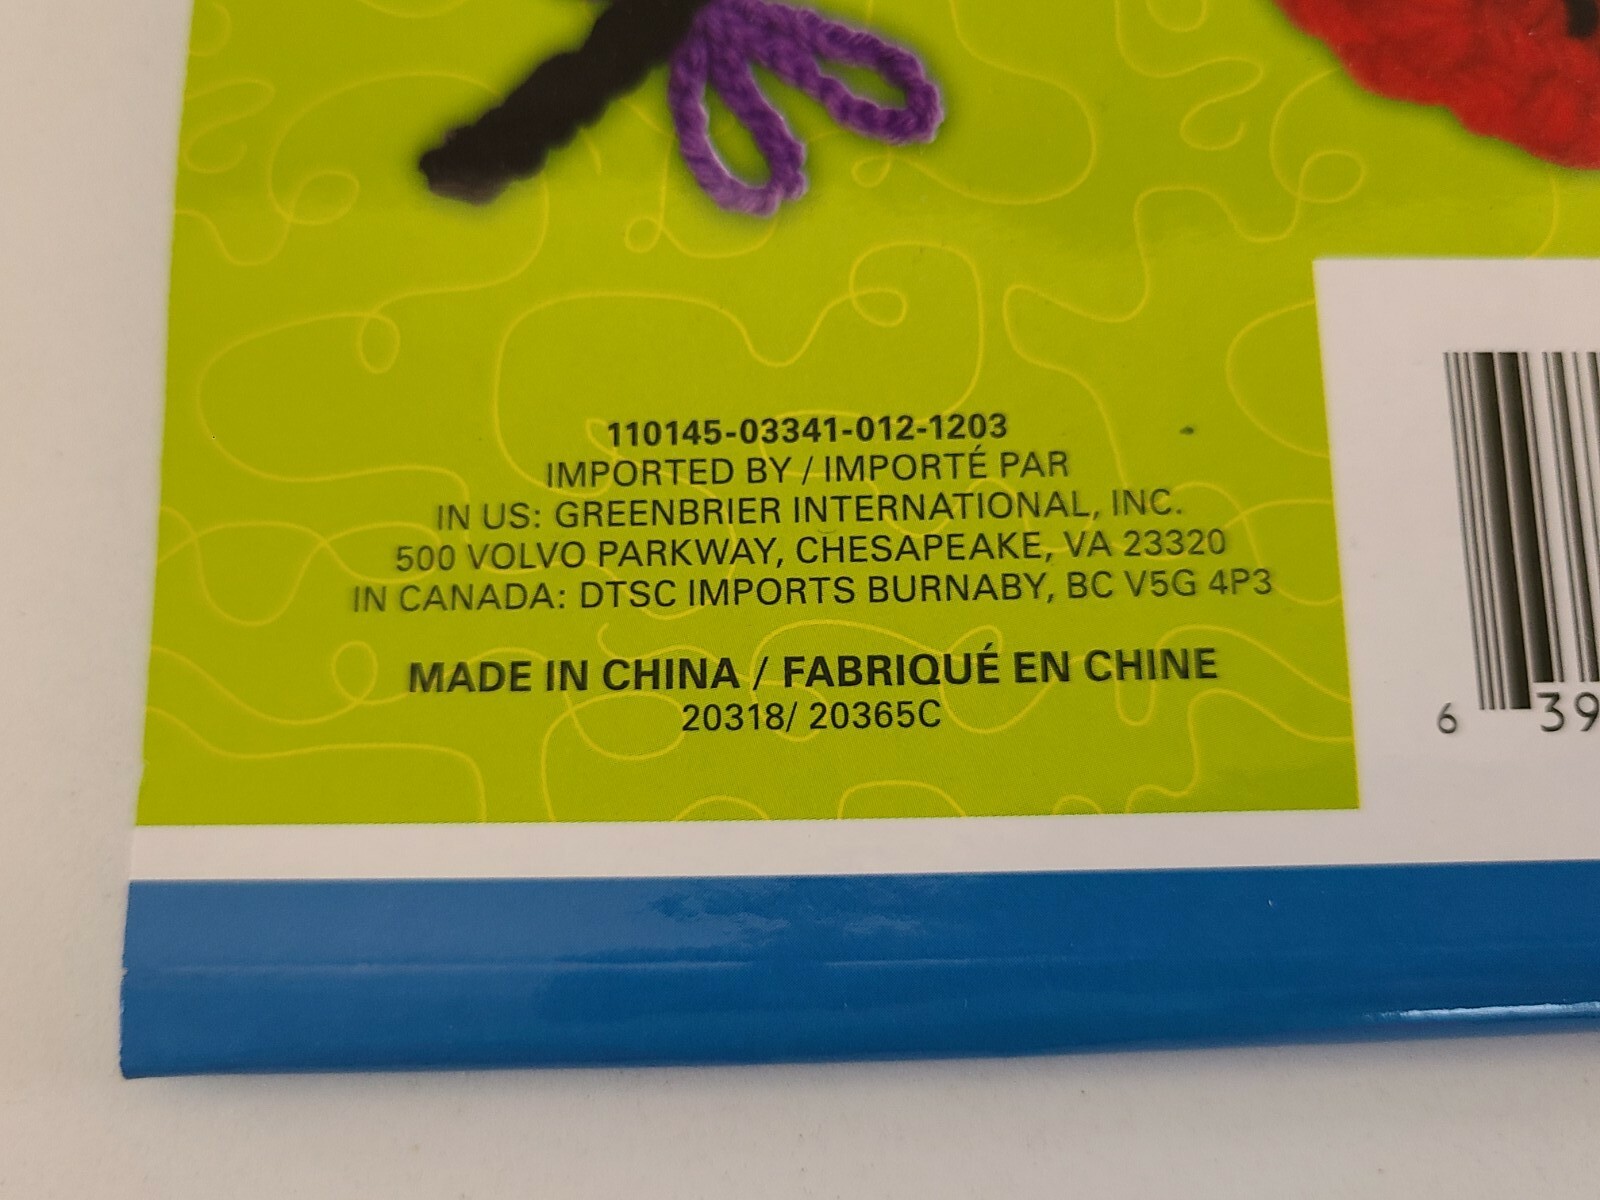 110145-03341-012-1203
IMPORTED BY / IMPORTÉ PAR
IN US: GREENBRIER INTERNATIONAL, INC.
500 VOLVO PARKWAY, CHESAPEAKE, VA 23320
IN CANADA: DTSC IMPORTS BURNABY, BC V5G 4P3
MADE IN CHINA / FABRIQUÉ EN CHINE
20318/ 20365C
6 39